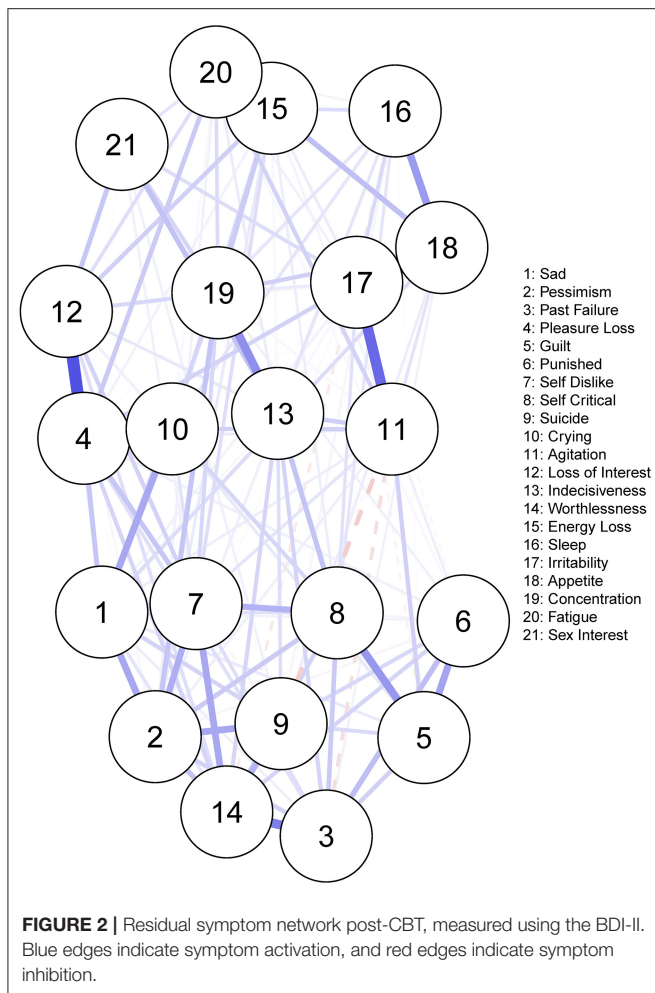 20
15
16
21
18
19
17
12
13
4
10
11
1
7
8
6
2
9
5
14
3
1: Sad
2: Pessimism
3: Past Failure
4: Pleasure Loss
5: Guilt
6: Punished
7: Self Dislike
8: Self Critical
9: Suicide
10: Crying
11: Agitation
12: Loss of Interest
13: Indecisiveness
14: Worthlessness
15: Energy Loss
16: Sleep
17: Irritability
18: Appetite
19: Concentration
20: Fatigue
21: Sex Interest
FIGURE 2 | Residual symptom network post-CBT, measured using the BDI-II.
Blue edges indicate symptom activation, and red edges indicate symptom
inhibition.